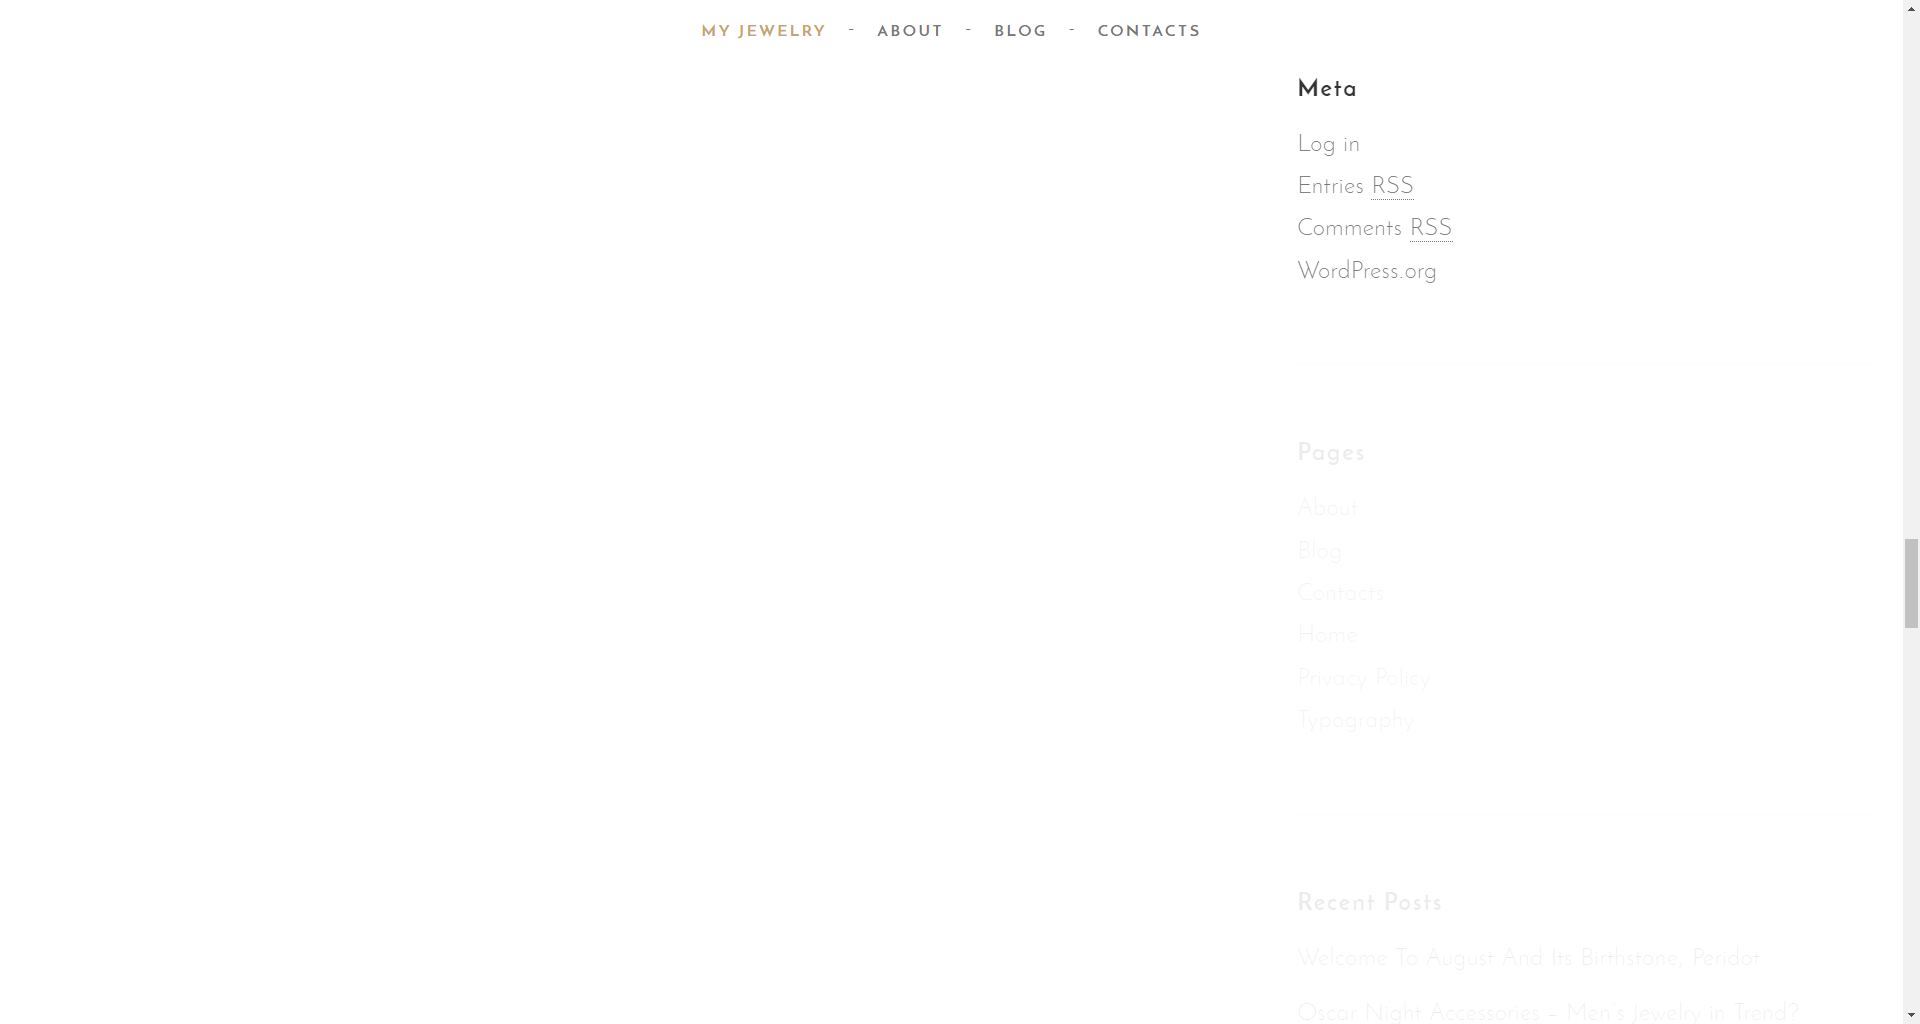 MY JEWELRY - ABOUT - BLOG - CONTACTS
Meta
Log in
Entries RSS
Comments RSS
WordPress.org
Pages
About
Blog
Contacts
Home
Privacy Policy
Typography
Recent Posts
Welcome To August And Its Birthstone, Peridot
Oscar Night Accessories – Men's Jewelry in Trend?